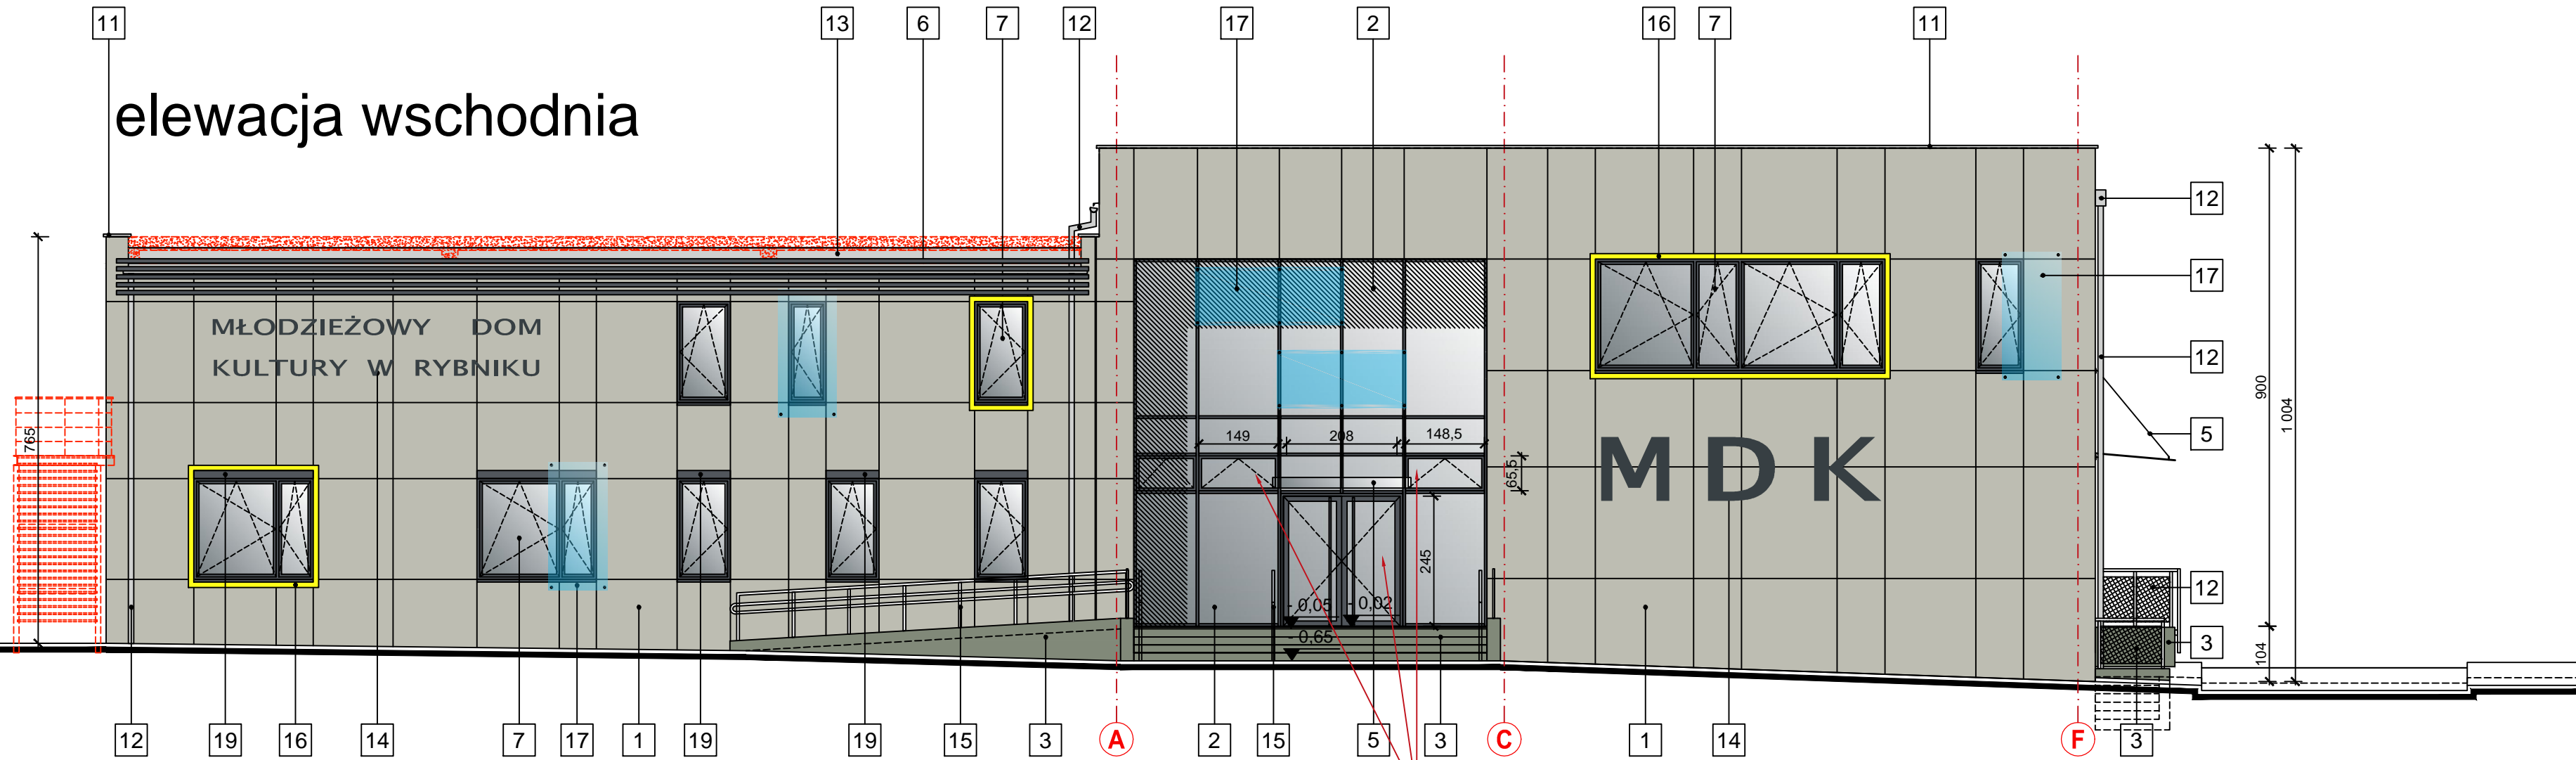 11 13 6 7 12 17 2 16 7 11
elewacja wschodnia
12
17
MŁODZIEŻOWY DOM
KULTURY W RYBNIKU
12
900
1 004
765
149 208 148,5
5
MDK
65,5
245
12
- 0,05 - 0,02
- 0,65
3
104
12 19 16 14 7 17 1 19 19 15 3 A 2 15 5 3 C 1 14 F 3